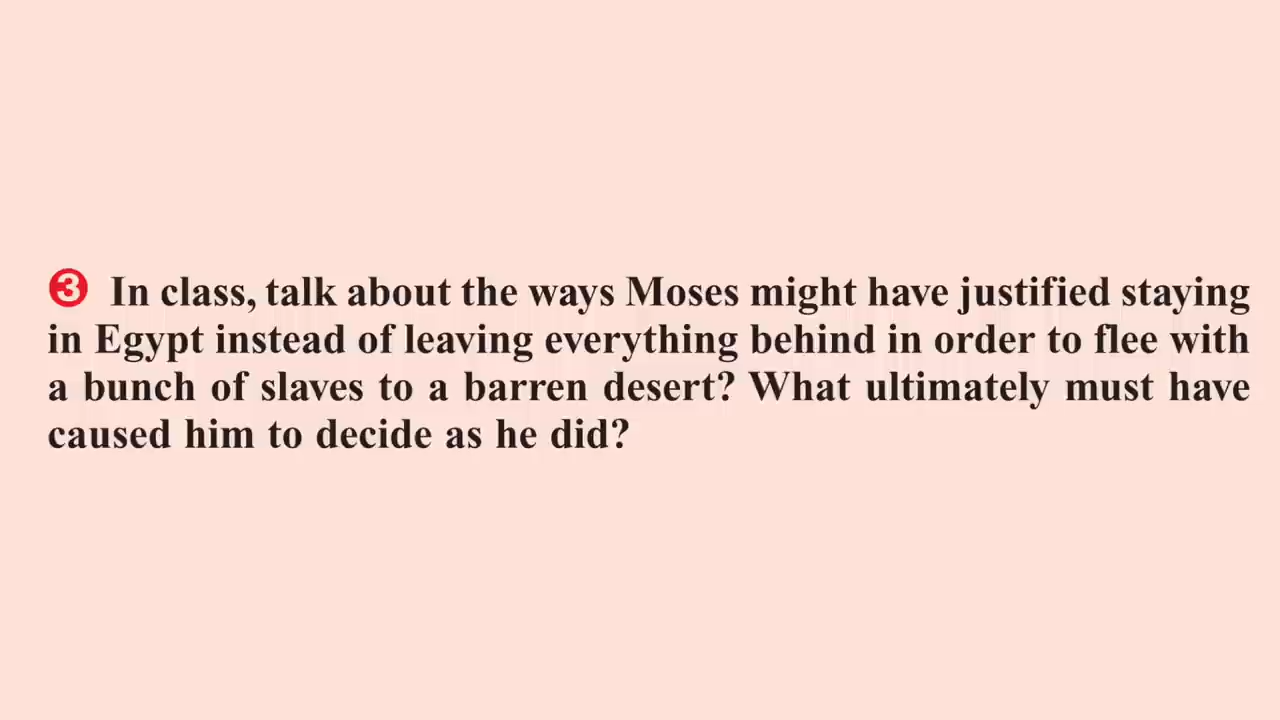 ❸ In class, talk about the ways Moses might have justified staying
in Egypt instead of leaving everything behind in order to flee with
a bunch of slaves to a barren desert? What ultimately must have
caused him to decide as he did?